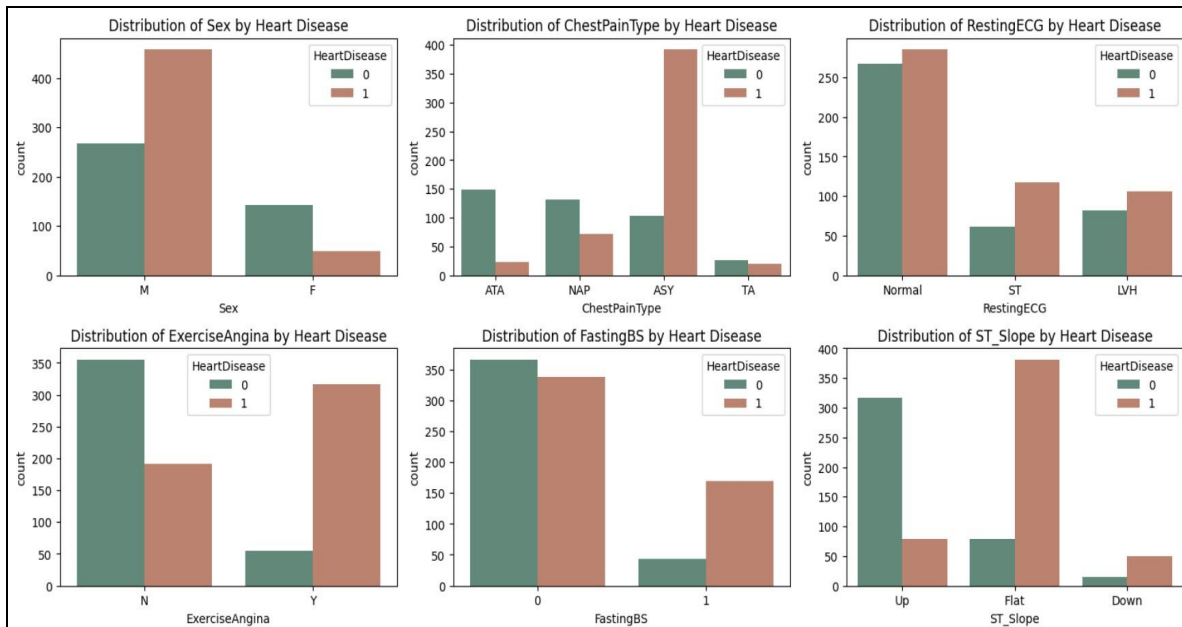 Distribution of Sex by Heart Disease
HeartDisease
0
1
400
300
200
100
0
count
M
F
Sex
Distribution of ChestPainType by Heart Disease
HeartDisease
0
1
400
350
300
250
200
150
100
50
0
count
ATA
NAP
ASY
TA
ChestPainType
Distribution of RestingECG by Heart Disease
HeartDisease
0
1
250
200
150
100
50
0
count
Normal
ST
LVH
RestingECG
Distribution of ExerciseAngina by Heart Disease
HeartDisease
0
1
350
300
250
200
150
100
50
0
count
N
Y
ExerciseAngina
Distribution of FastingBS by Heart Disease
HeartDisease
0
1
350
300
250
200
150
100
50
0
count
0
1
FastingBS
Distribution of ST_Slope by Heart Disease
HeartDisease
0
1
400
350
300
250
200
150
100
50
0
count
Up
Flat
Down
ST_Slope